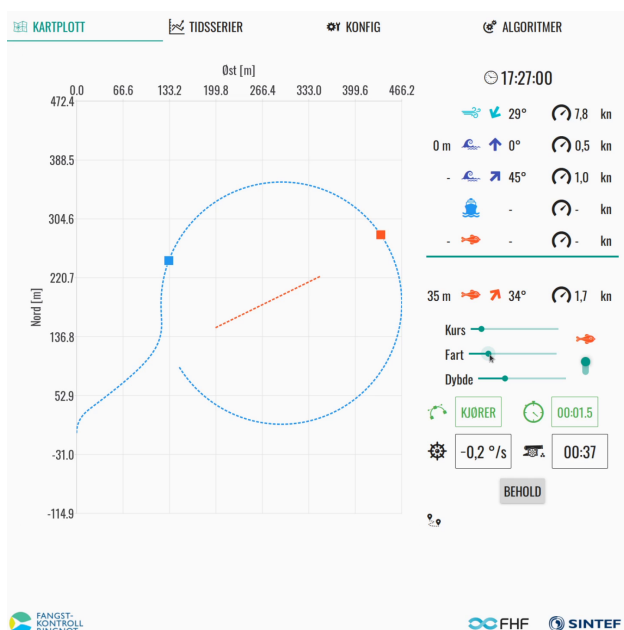 KARTPLOTT TIDSSERIER KONFIG ALGORITMER
Øst [m]
0.0 66.6 133.2 199.8 266.4 333.0 399.6 466.2
472.4
388.5
304.6
220.7
136.8
52.9
-31.0
-114.9
Nord [m]
17:27:00
29° 7,8 kn
0 m 0° 0,5 kn
- 45° 1,0 kn
- - kn
- - - kn
35 m 34° 1,7 kn
Kurs
Fart
Dybde
KJØRER 00:01.5
-0,2 °/s 00:37
BEHOLD
FANGST-
KONTROLL
RINGNOT
FHF SINTEF